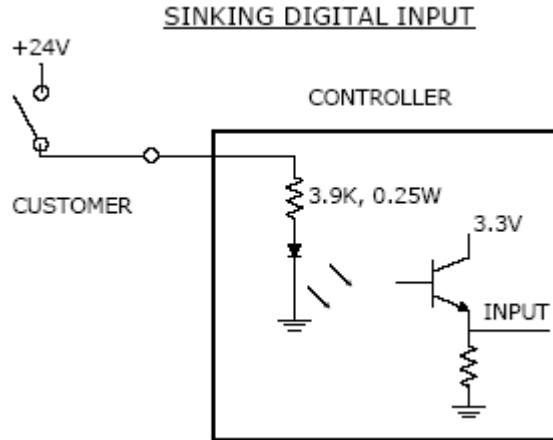 SINKING DIGITAL INPUT
+24V
CONTROLLER
3.9K, 0.25W
CUSTOMER
3.3V
INPUT